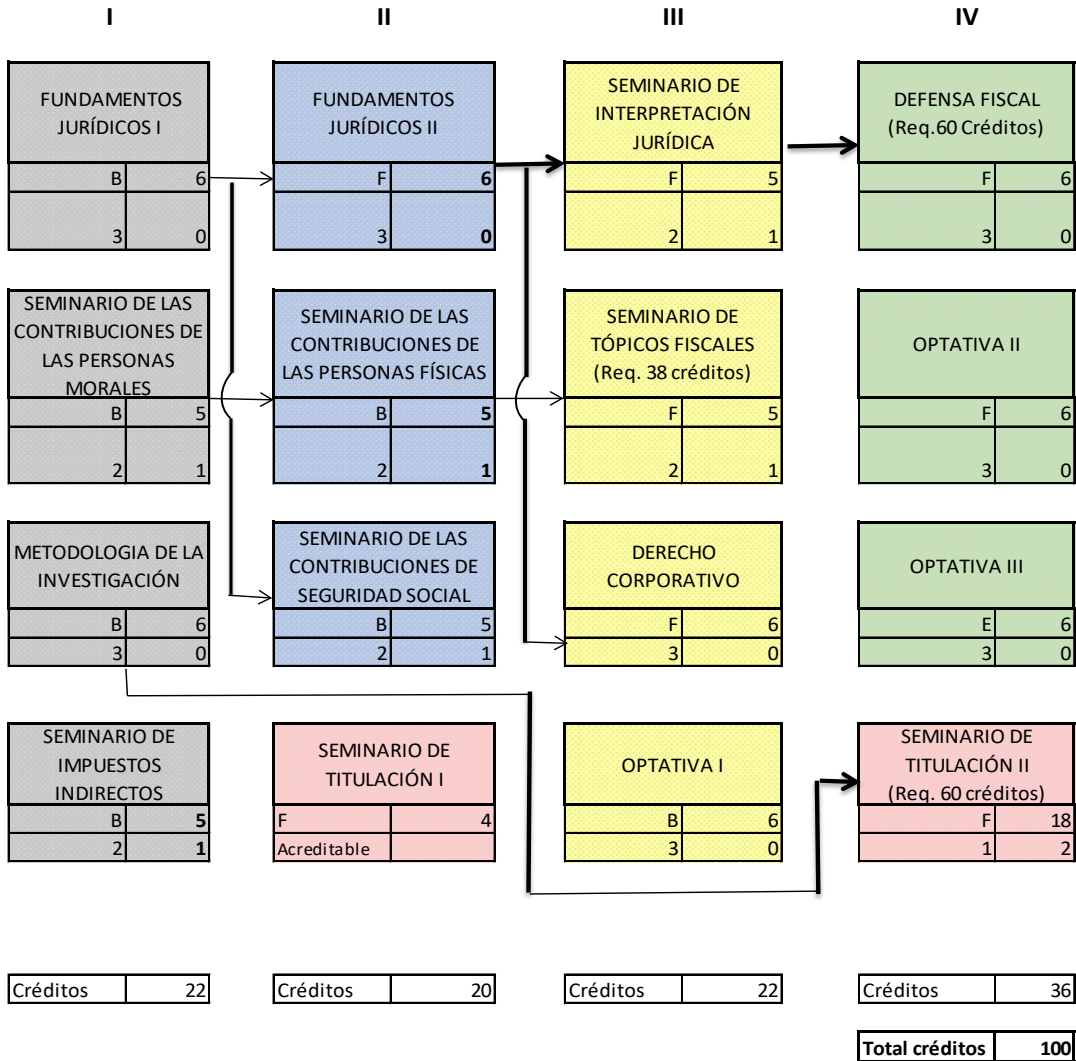 I
II
III
IV
FUNDAMENTOS
JURÍDICOS I
B 6
3 0
FUNDAMENTOS
JURÍDICOS II
F 6
3 0
SEMINARIO DE
INTERPRETACIÓN
JURÍDICA
F 5
2 1
DEFENSA FISCAL
(Req.60 Créditos)
F 6
3 0
SEMINARIO DE LAS
CONTRIBUCIONES DE
LAS PERSONAS
MORALES
B 5
2 1
SEMINARIO DE LAS
CONTRIBUCIONES DE
LAS PERSONAS FÍSICAS
B 5
2 1
SEMINARIO DE
TÓPICOS FISCALES
(Req. 38 créditos)
F 5
2 1
OPTATIVA II
F 6
3 0
METODOLOGIA DE LA
INVESTIGACIÓN
B 6
3 0
SEMINARIO DE LAS
CONTRIBUCIONES DE
SEGURIDAD SOCIAL
B 5
2 1
DERECHO
CORPORATIVO
F 6
3 0
OPTATIVA III
E 6
3 0
SEMINARIO DE
IMPUESTOS
INDIRECTOS
B 5
2 1
SEMINARIO DE
TITULACIÓN I
F 4
Acreditable
OPTATIVA I
B 6
3 0
SEMINARIO DE
TITULACIÓN II
(Req. 60 créditos)
F 18
1 2
Créditos 22
Créditos 20
Créditos 22
Créditos 36
Total créditos 100